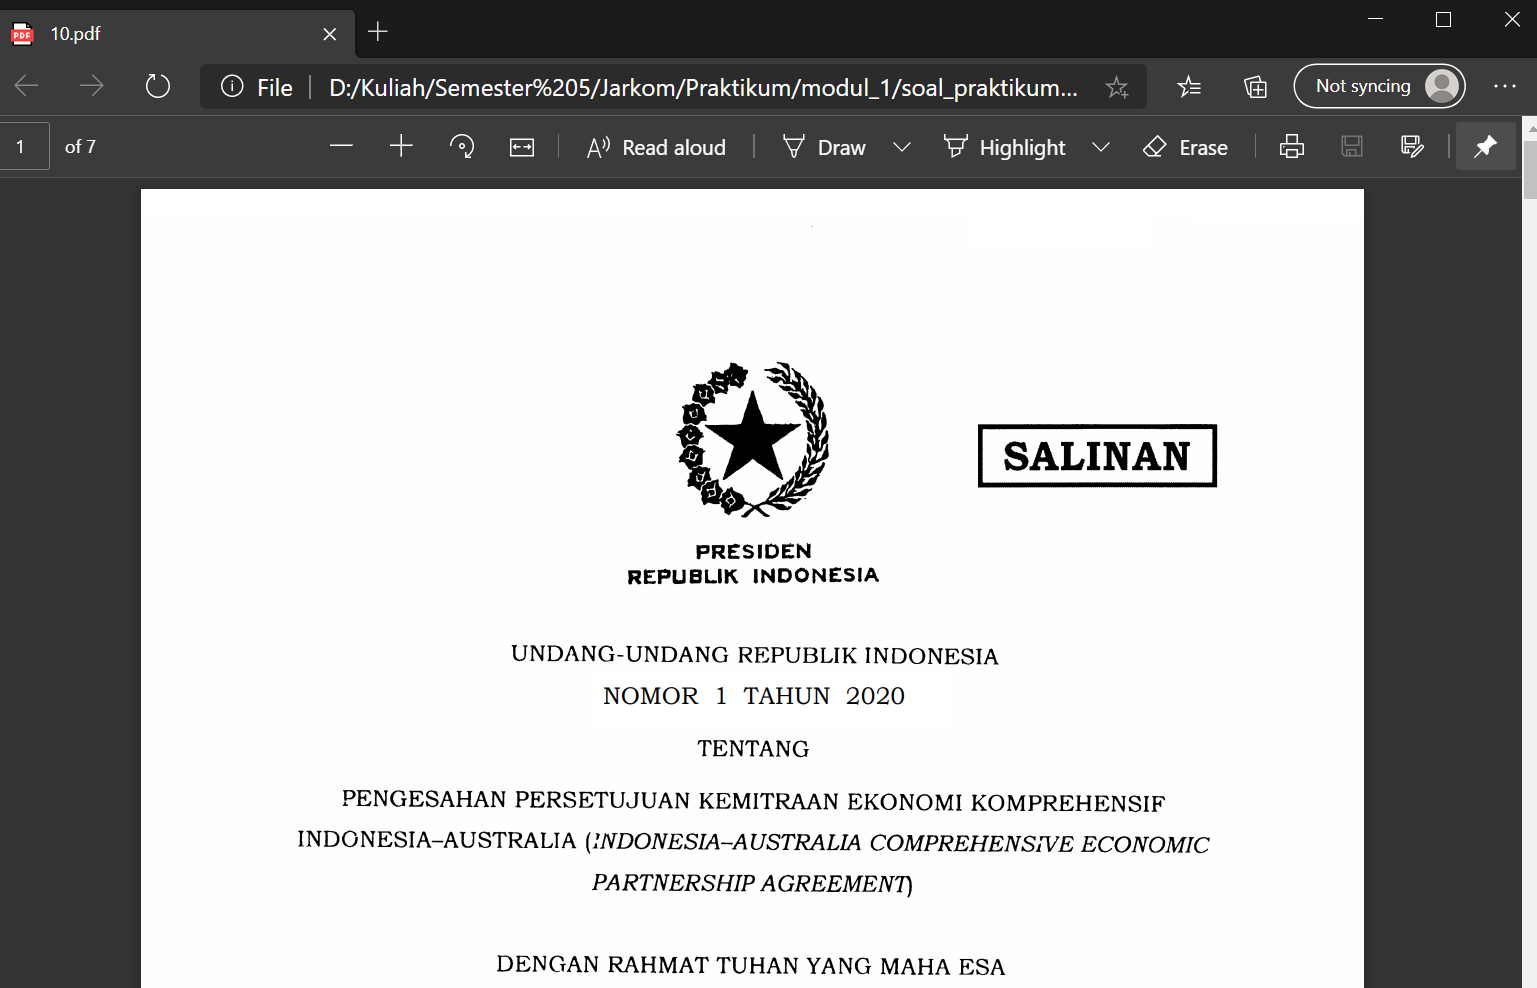 10.pdf
File
D:/Kuliah/Semester%205/Jarkom/Praktikum/modul_1/soal_praktikum...
Not syncing
1 of 7
Read aloud
Draw
Highlight
Erase
SALINAN
PRESIDEN
REPUBLIK INDONESIA
UNDANG-UNDANG REPUBLIK INDONESIA
NOMOR 1 TAHUN 2020
TENTANG
PENGESAHAN PERSETUJUAN KEMITRAAN EKONOMI KOMPREHENSIF
INDONESIA–AUSTRALIA (INDONESIA–AUSTRALIA COMPREHENSIVE ECONOMIC
PARTNERSHIP AGREEMENT)
DENGAN RAHMAT TUHAN YANG MAHA ESA